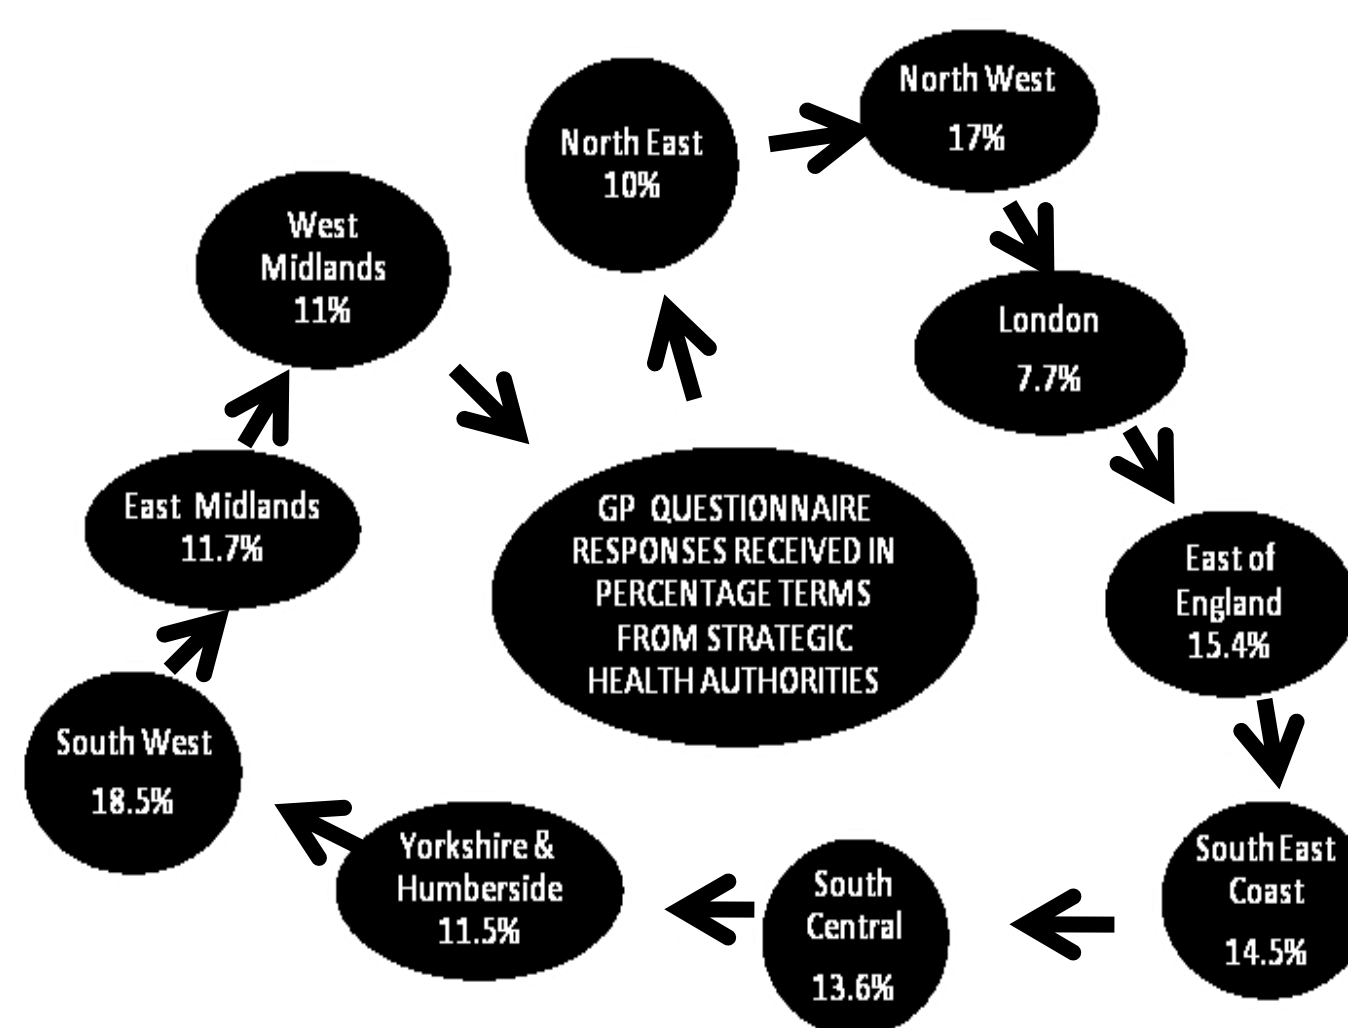 North West
17%
North East
10%
West
Midlands
11%
London
7.7%
East Midlands
11.7%
GP QUESTIONNAIRE
RESPONSES RECEIVED IN
PERCENTAGE TERMS
FROM STRATEGIC
HEALTH AUTHORITIES
East of
England
15.4%
South West
18.5%
Yorkshire &
Humberside
11.5%
South
Central
13.6%
South East
Coast
14.5%